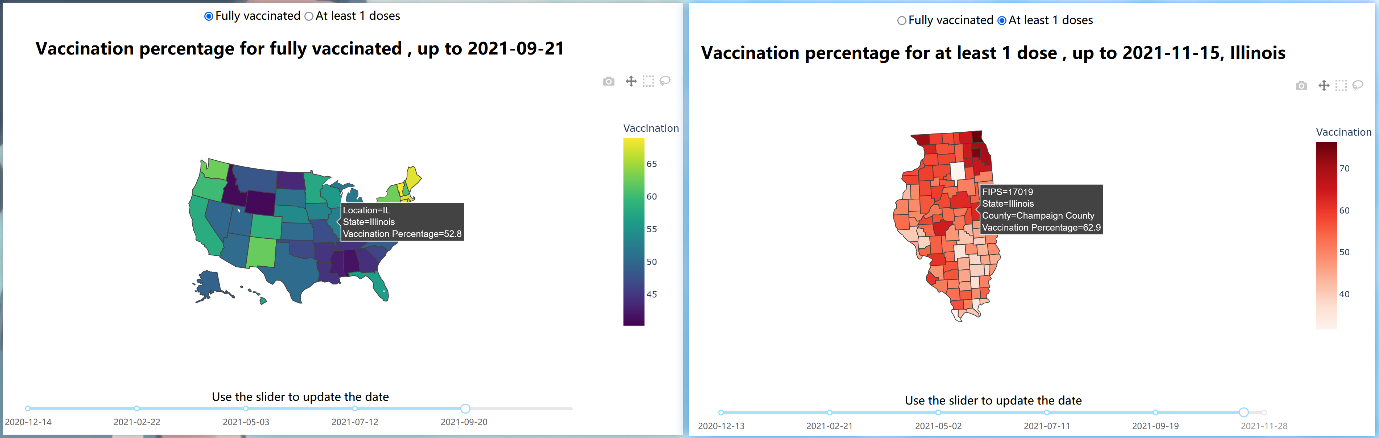 Fully vaccinated At least 1 doses
Vaccination percentage for fully vaccinated , up to 2021-09-21
Vaccination
65
60
55
50
45
Location=IL
State=Illinois
Vaccination Percentage=52.8
Use the slider to update the date
2020-12-14 2021-02-22 2021-05-03 2021-07-12 2021-09-20
Fully vaccinated At least 1 doses
Vaccination percentage for at least 1 dose , up to 2021-11-15, Illinois
Vaccination
70
60
50
40
FIPS=17019
State=Illinois
County=Champaign County
Vaccination Percentage=62.9
Use the slider to update the date
2020-12-13 2021-02-21 2021-05-02 2021-07-11 2021-09-19 2021-11-28